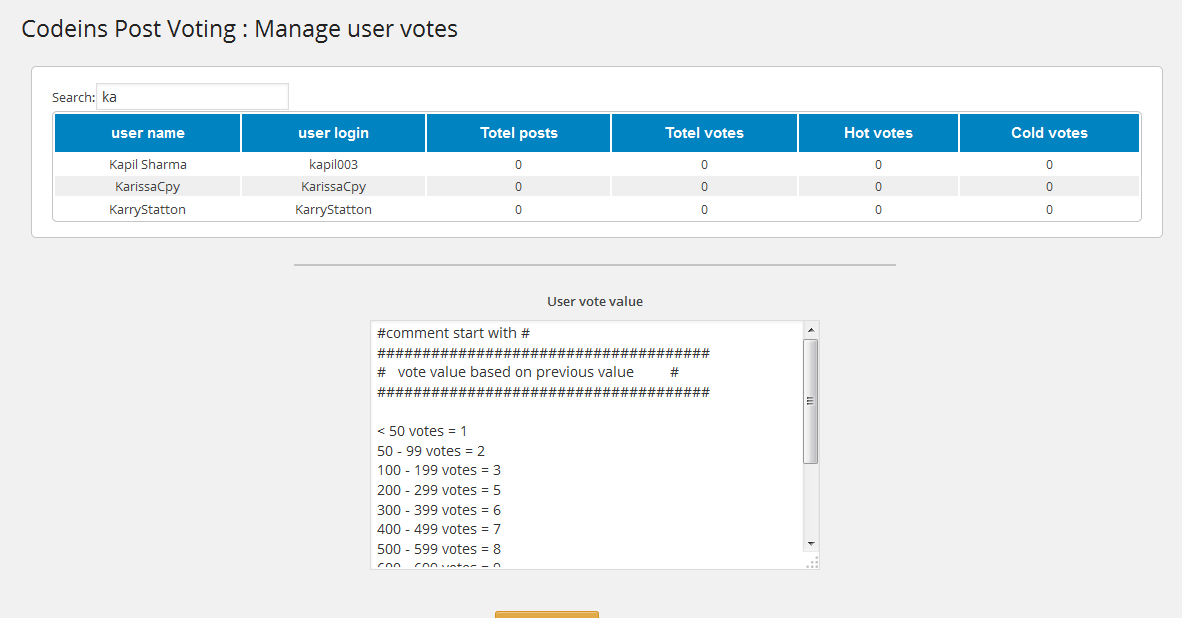 Codeins Post Voting : Manage user votes
Search: ka
user name user login Totel posts Totel votes Hot votes Cold votes
Kapil Sharma kapil003 0 0 0 0
KarissaCpy KarissaCpy 0 0 0 0
KarryStatton KarryStatton 0 0 0 0
User vote value
#comment start with #
#####################################
# vote value based on previous value #
#####################################
< 50 votes = 1
50 - 99 votes = 2
100 - 199 votes = 3
200 - 299 votes = 5
300 - 399 votes = 6
400 - 499 votes = 7
500 - 599 votes = 8
600 - 699 votes = 9